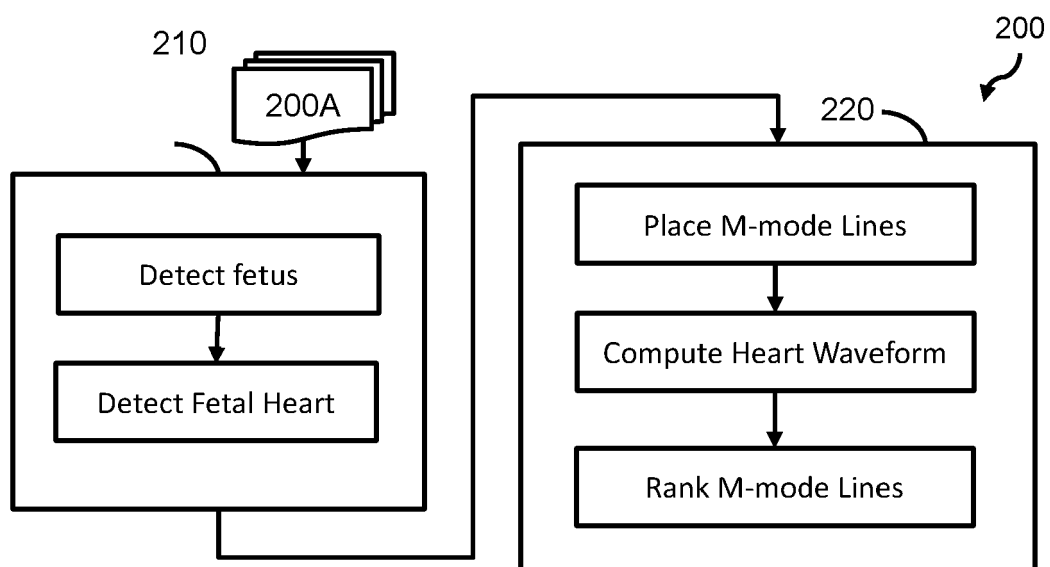 210
200A
200
220
Detect fetus
Detect Fetal Heart
Place M-mode Lines
Compute Heart Waveform
Rank M-mode Lines